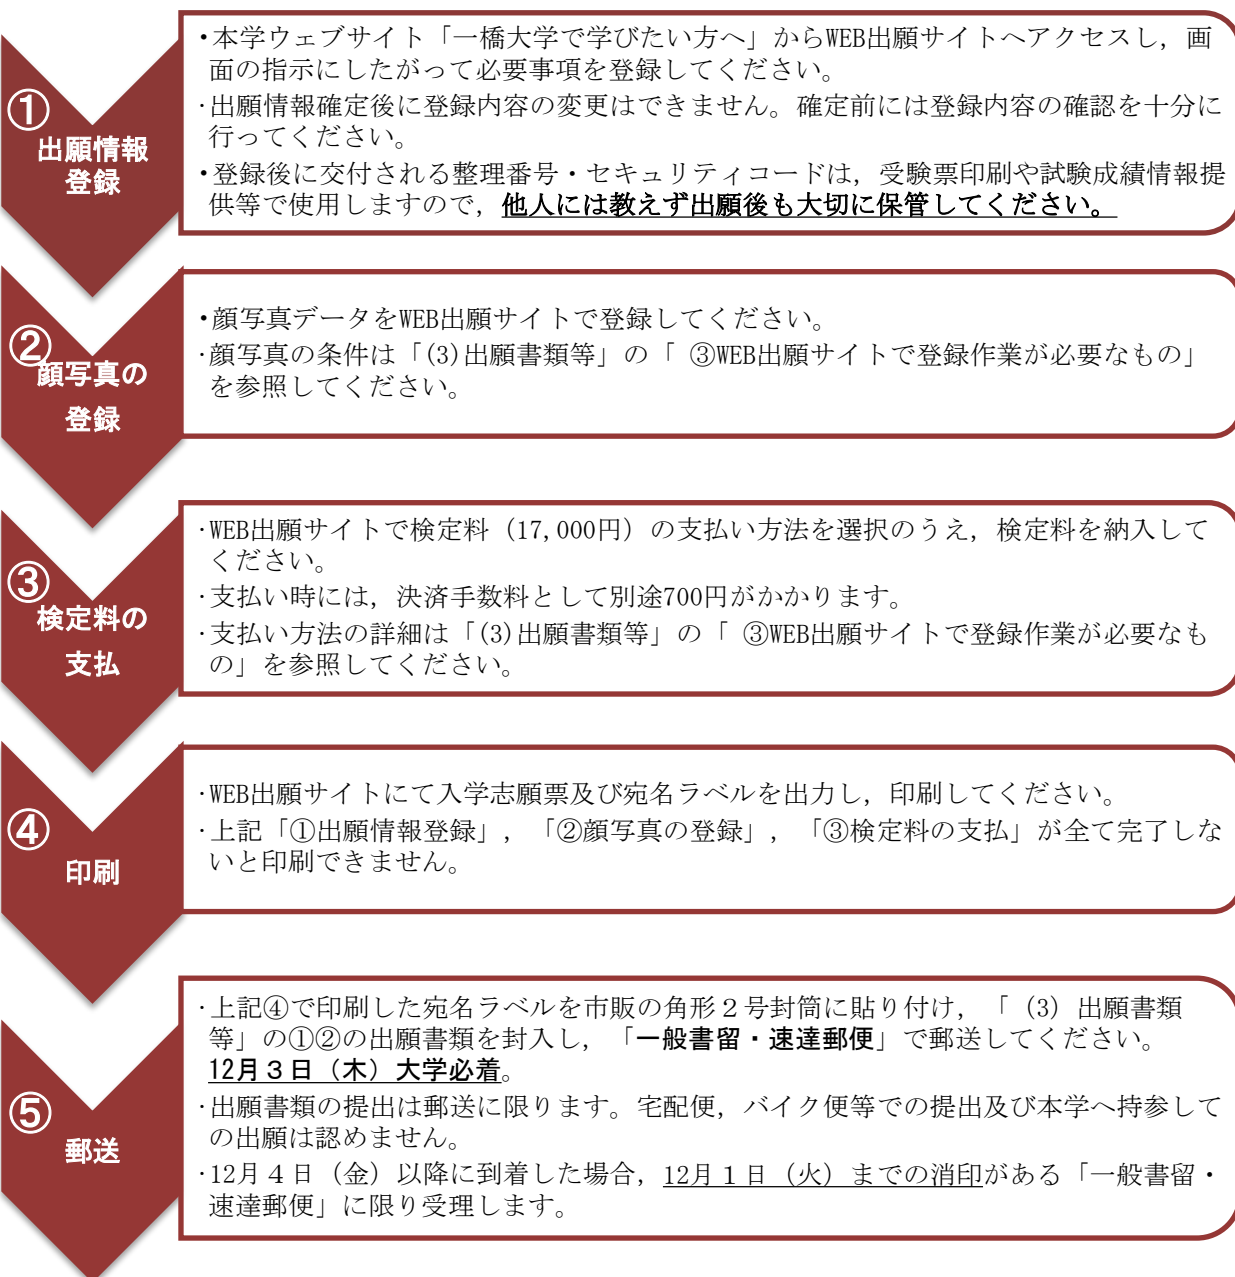 ①
出願情報
登録
・本学ウェブサイト「一橋大学で学びたい方へ」からWEB出願サイトへアクセスし，画
面の指示にしたがって必要事項を登録してください。
・出願情報確定後に登録内容の変更はできません。確定前には登録内容の確認を十分に
行ってください。
・登録後に交付される整理番号・セキュリティコードは，受験票印刷や試験成績情報提
供等で使用しますので，他人には教えず出願後も大切に保管してください。
②
顔写真の
登録
・顔写真データをWEB出願サイトで登録してください。
・顔写真の条件は「(3)出願書類等」の「 ③WEB出願サイトで登録作業が必要なもの」
を参照してください。
③
検定料の
支払
・WEB出願サイトで検定料（17,000円）の支払い方法を選択のうえ，検定料を納入して
ください。
・支払い時には，決済手数料として別途700円がかかります。
・支払い方法の詳細は「(3)出願書類等」の「 ③WEB出願サイトで登録作業が必要なも
の」を参照してください。
④
印刷
・WEB出願サイトにて入学志願票及び宛名ラベルを出力し，印刷してください。
・上記「①出願情報登録」，「②顔写真の登録」，「③検定料の支払」が全て完了しな
いと印刷できません。
⑤
郵送
・上記④で印刷した宛名ラベルを市販の角形２号封筒に貼り付け，「（3）出願書類
等」の①②の出願書類を封入し，「一般書留・速達郵便」で郵送してください。
12月３日（木）大学必着。
・出願書類の提出は郵送に限ります。宅配便，バイク便等での提出及び本学へ持参して
の出願は認めません。
・12月４日（金）以降に到着した場合，12月１日（火）までの消印がある「一般書留・
速達郵便」に限り受理します。